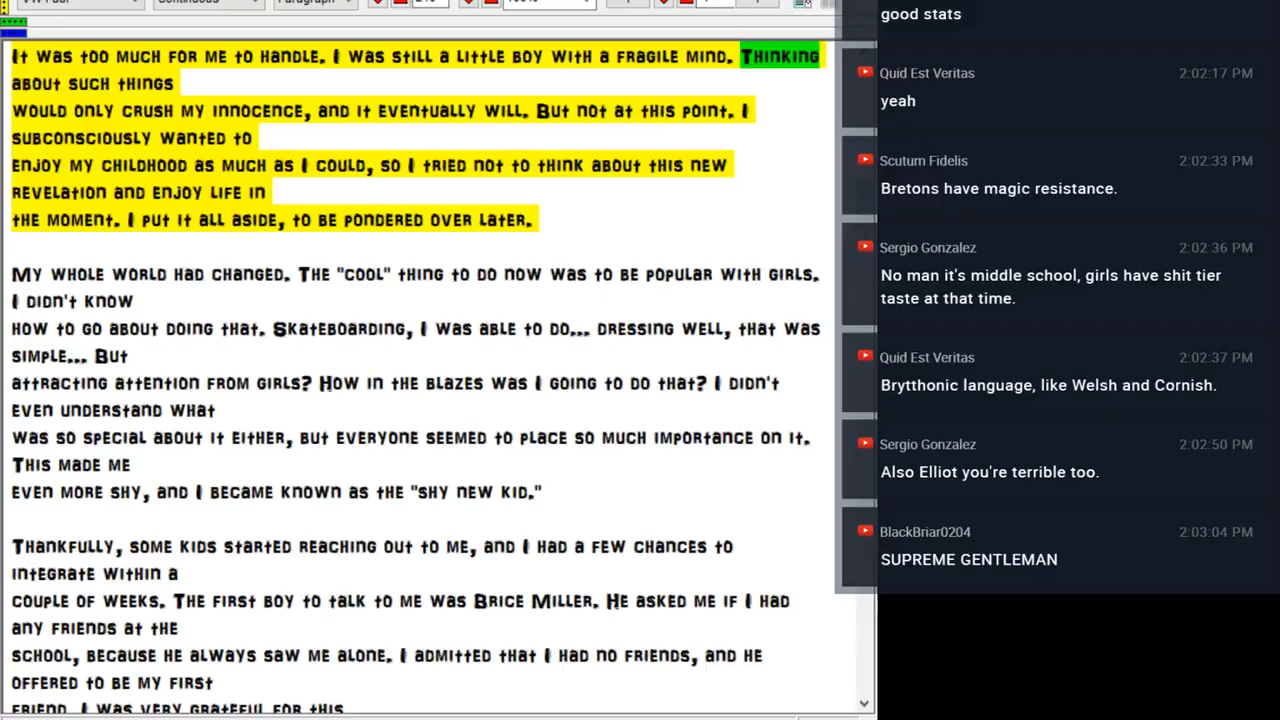 Continuous
Paragraph
It was too much for me to handle. I was still a little boy with a fragile mind. Thinking
about such things
would only crush my innocence, and it eventually will. But not at this point. I
subconsciously wanted to
enjoy my childhood as much as I could, so I tried not to think about this new
revelation and enjoy life in
the moment. I put it all aside, to be pondered over later.
My whole world had changed. The "cool" thing to do now was to be popular with girls.
I didn't know
how to go about doing that. Skateboarding, I was able to do... dressing well, that was
simple... But
attracting attention from girls? How in the blazes was I going to do that? I didn't
even understand what
was so special about it either, but everyone seemed to place so much importance on it.
This made me
even more shy, and I became known as the "shy new kid."
Thankfully, some kids started reaching out to me, and I had a few chances to
integrate within a
couple of weeks. The first boy to talk to me was Brice Miller. He asked me if I had
any friends at the
school, because he always saw me alone. I admitted that I had no friends, and he
offered to be my first
friend. I was very grateful for this.
good stats
Quid Est Veritas 2:02:17 PM
yeah
Scutum Fidelis 2:02:33 PM
Bretons have magic resistance.
Sergio Gonzalez 2:02:36 PM
No man it's middle school, girls have shit tier
taste at that time.
Quid Est Veritas 2:02:37 PM
Brytthonic language, like Welsh and Cornish.
Sergio Gonzalez 2:02:50 PM
Also Elliot you're terrible too.
BlackBriar0204 2:03:04 PM
SUPREME GENTLEMAN